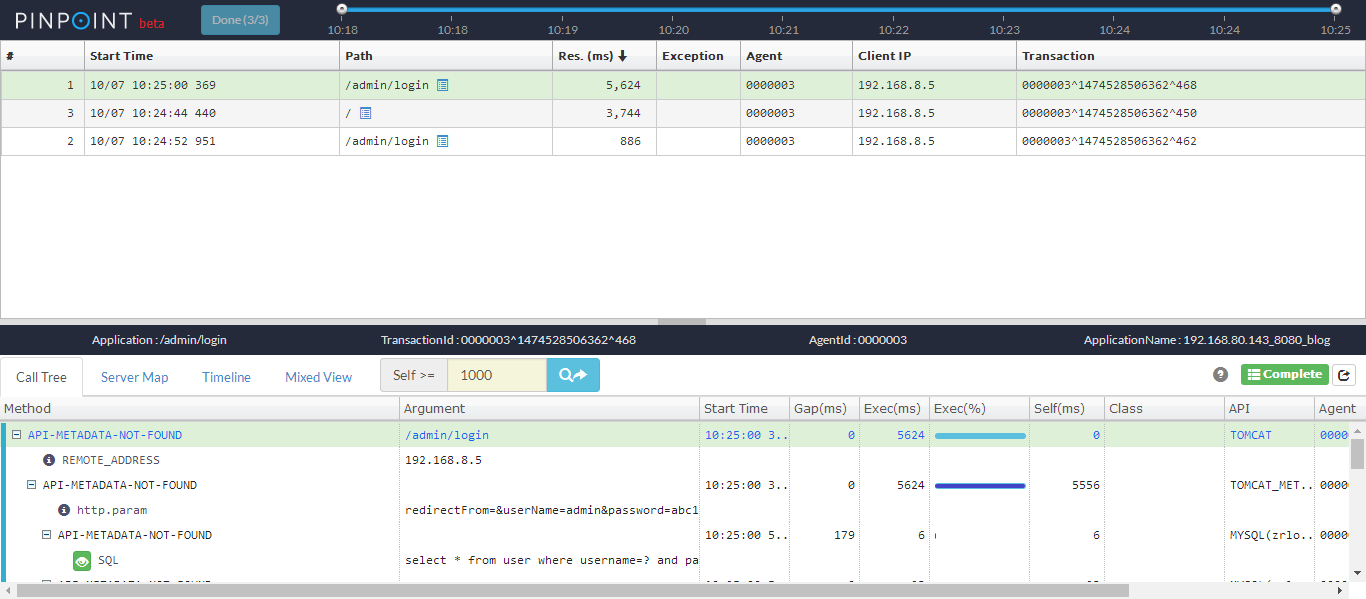 PINPOINT beta Done (3/3) 10:18 10:18 10:19 10:20 10:21 10:22 10:23 10:24 10:24 10:25
# Start Time Path Res. (ms) Exception Agent Client IP Transaction
1 10/07 10:25:00 369 /admin/login 5,624 0000003 192.168.8.5 0000003^1474528506362^468
3 10/07 10:24:44 440 / 3,744 0000003 192.168.8.5 0000003^1474528506362^450
2 10/07 10:24:52 951 /admin/login 886 0000003 192.168.8.5 0000003^1474528506362^462
Application : /admin/login TransactionId : 0000003^1474528506362^468 AgentId : 0000003 ApplicationName : 192.168.80.143_8080_blog
Call Tree Server Map Timeline Mixed View Self >= 1000 ? Complete
Method Argument Start Time Gap(ms) Exec(ms) Exec(%) Self(ms) Class API Agent
API-METADATA-NOT-FOUND /admin/login 10:25:00 3.. 0 5624 0 TOMCAT 0000
REMOTE_ADDRESS 192.168.8.5
API-METADATA-NOT-FOUND 10:25:00 3.. 0 5624 5556 TOMCAT_MET.. 0000
http.param redirectFrom=&userName=admin&password=abc1
API-METADATA-NOT-FOUND 10:25:00 5.. 179 6 6 MYSQL(zrlo.. 0000
SQL select * from user where username=? and pa